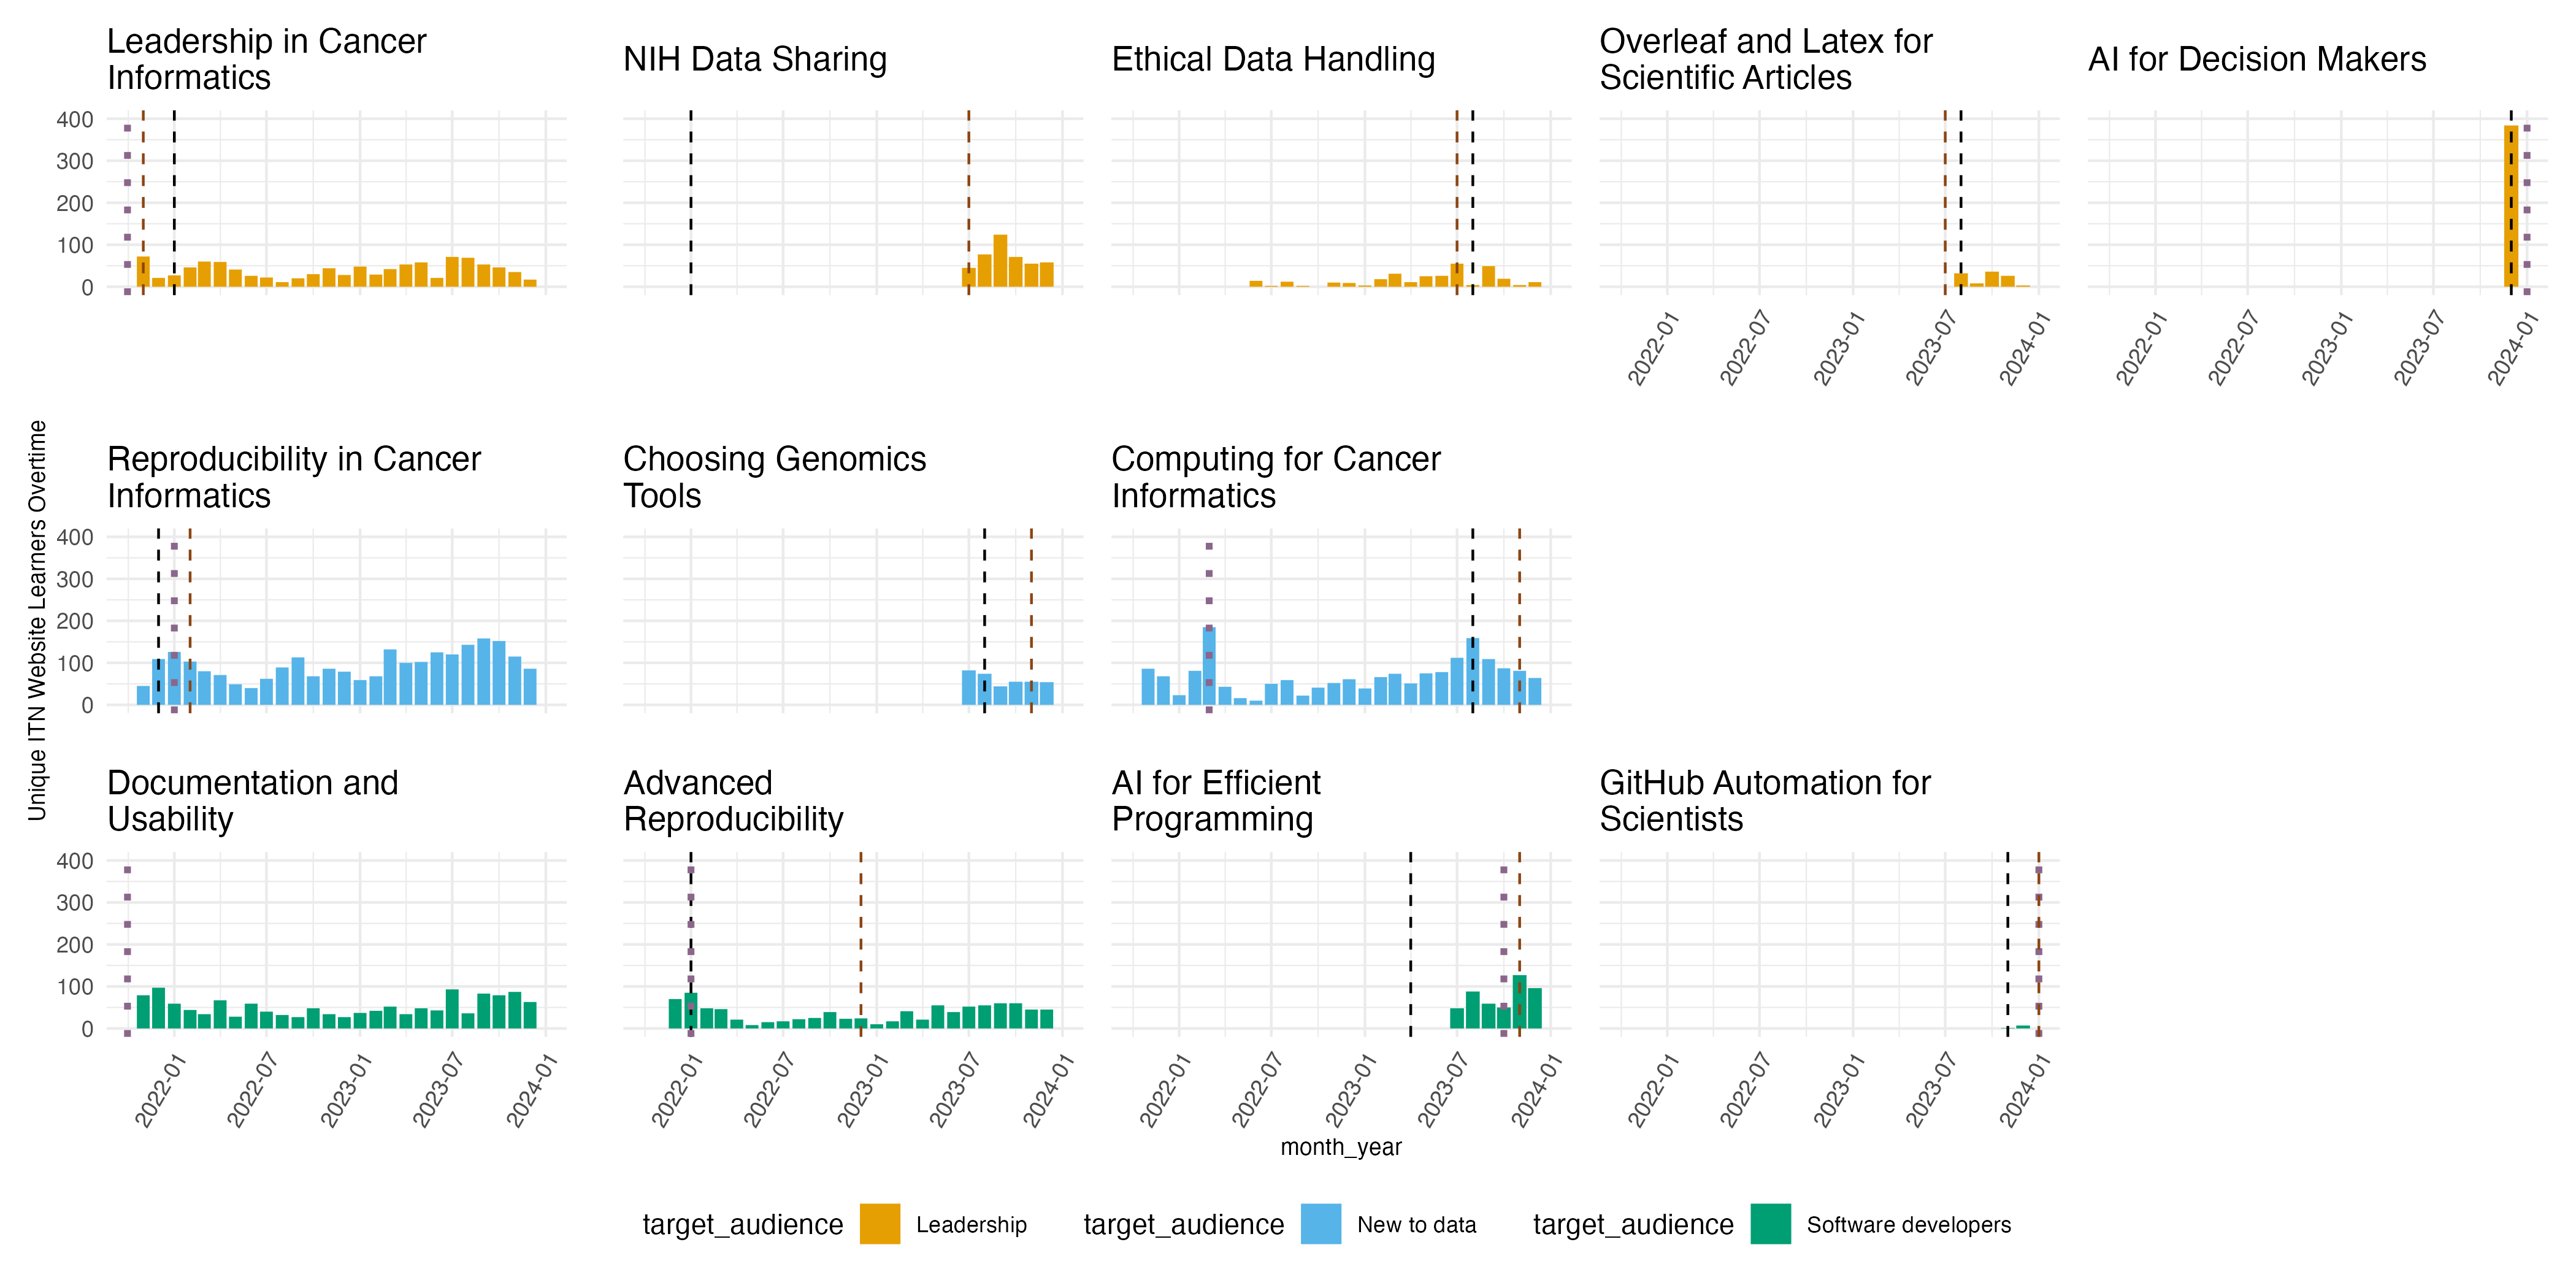 Leadership in Cancer
Informatics
NIH Data Sharing
Ethical Data Handling
Overleaf and Latex for
Scientific Articles
AI for Decision Makers
400
300
200
100
0
2022-01
2022-07
2023-01
2023-07
2024-01
2022-01
2022-07
2023-01
2023-07
2024-01
Unique ITN Website Learners Overtime
Reproducibility in Cancer
Informatics
Choosing Genomics
Tools
Computing for Cancer
Informatics
400
300
200
100
0
Documentation and
Usability
Advanced
Reproducibility
AI for Efficient
Programming
GitHub Automation for
Scientists
400
300
200
100
0
2022-01
2022-07
2023-01
2023-07
2024-01
2022-01
2022-07
2023-01
2023-07
2024-01
2022-01
2022-07
2023-01
2023-07
2024-01
2022-01
2022-07
2023-01
2023-07
2024-01
month_year
target_audience Leadership
target_audience New to data
target_audience Software developers